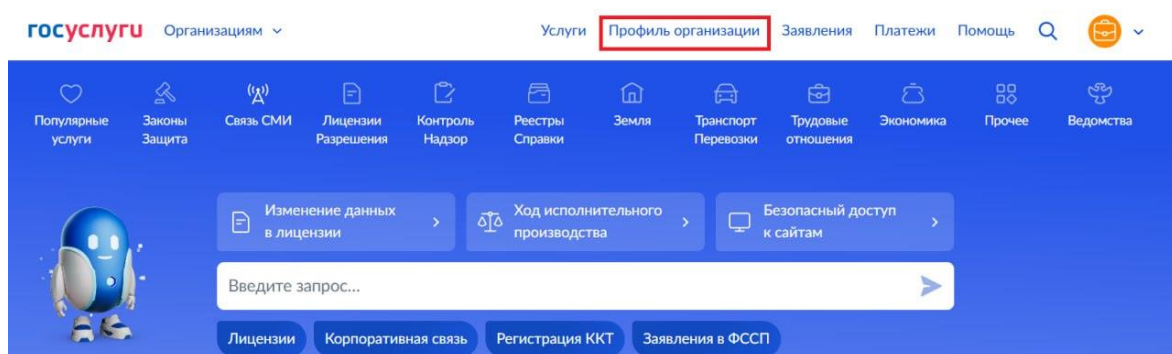 госуслуги Организациям Услуги Профиль организации Заявления Платежи Помощь
Популярные услуги
Законы Защита
Связь СМИ
Лицензии Разрешения
Контроль Надзор
Реестры Справки
Земля
Транспорт Перевозки
Трудовые отношения
Экономика
Прочее
Ведомства
Изменение данных
в лицензии
Ход исполнительного
производства
Безопасный доступ
к сайтам
Введите запрос...
Лицензии Корпоративная связь Регистрация ККТ Заявления в ФССП